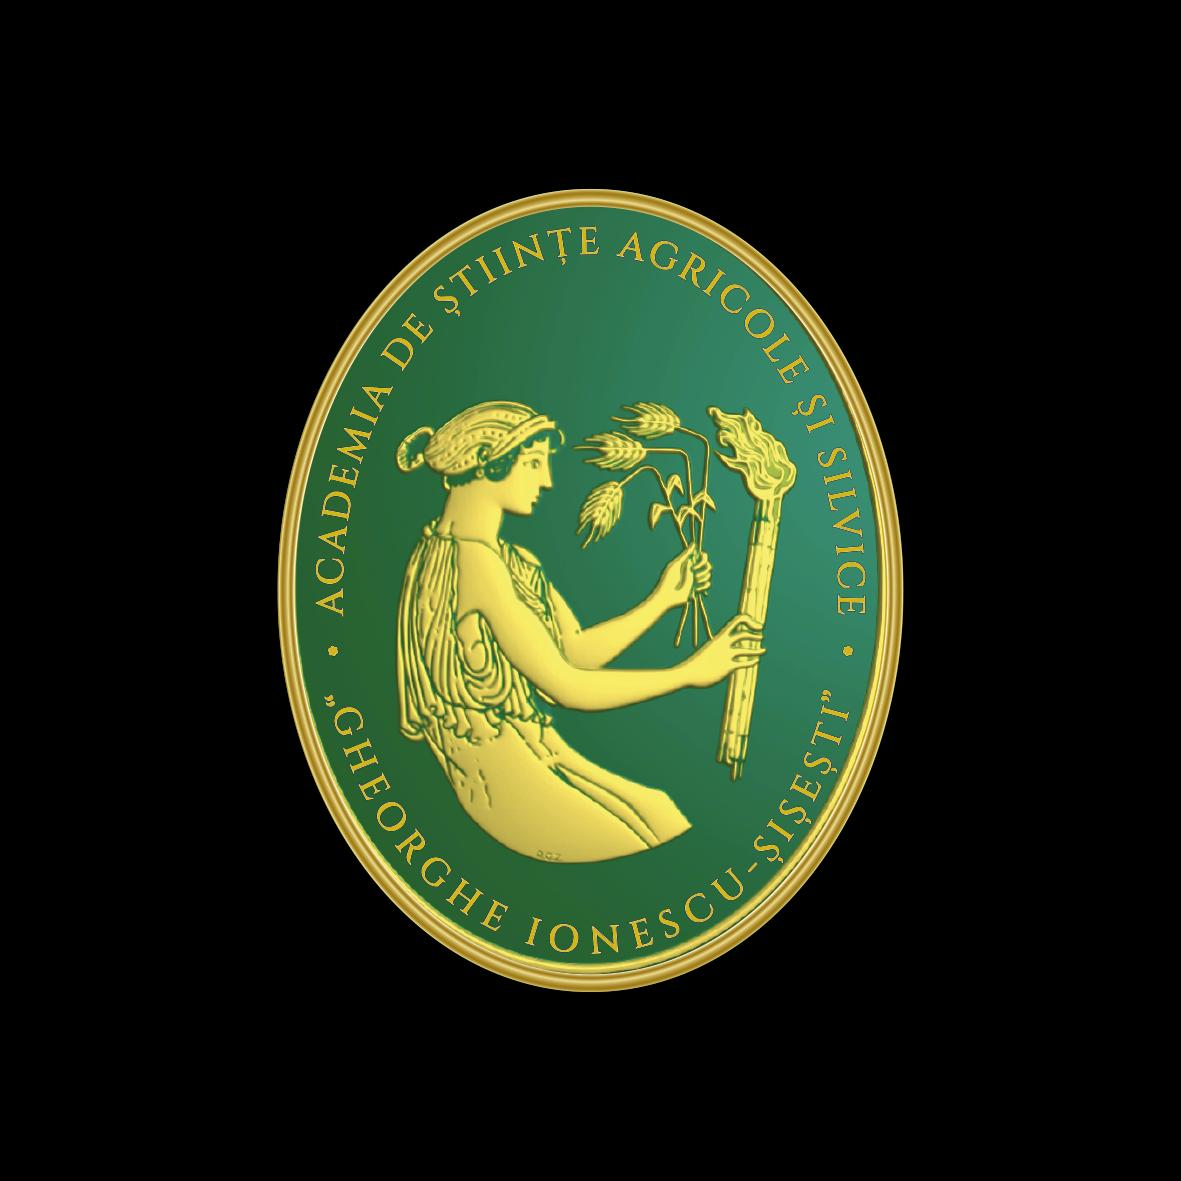 ACADEMIA DE ȘTIINȚE AGRICOLE ȘI SILVICE
„GHEORGHE IONESCU-ȘIȘEȘTI”